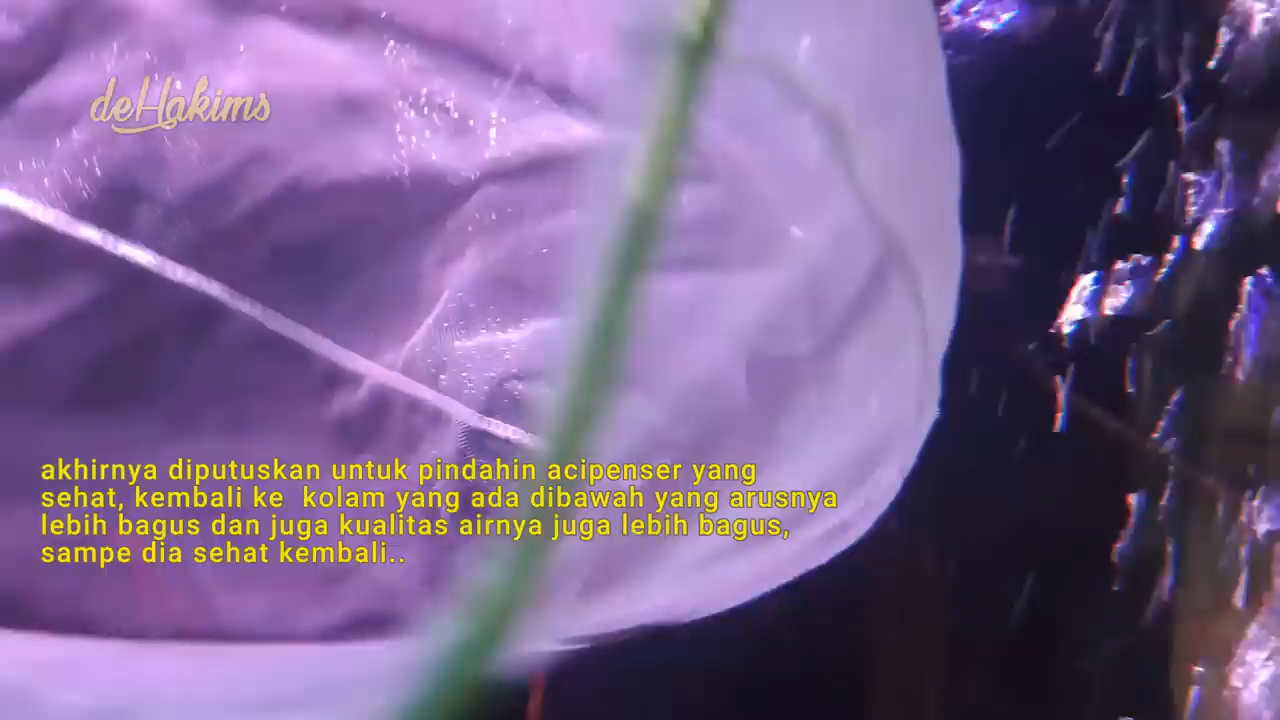 deHakims
akhirnya diputuskan untuk pindahin acipenser yang
sehat, kembali ke  kolam yang ada dibawah yang arusnya
lebih bagus dan juga kualitas airnya juga lebih bagus,
sampe dia sehat kembali..